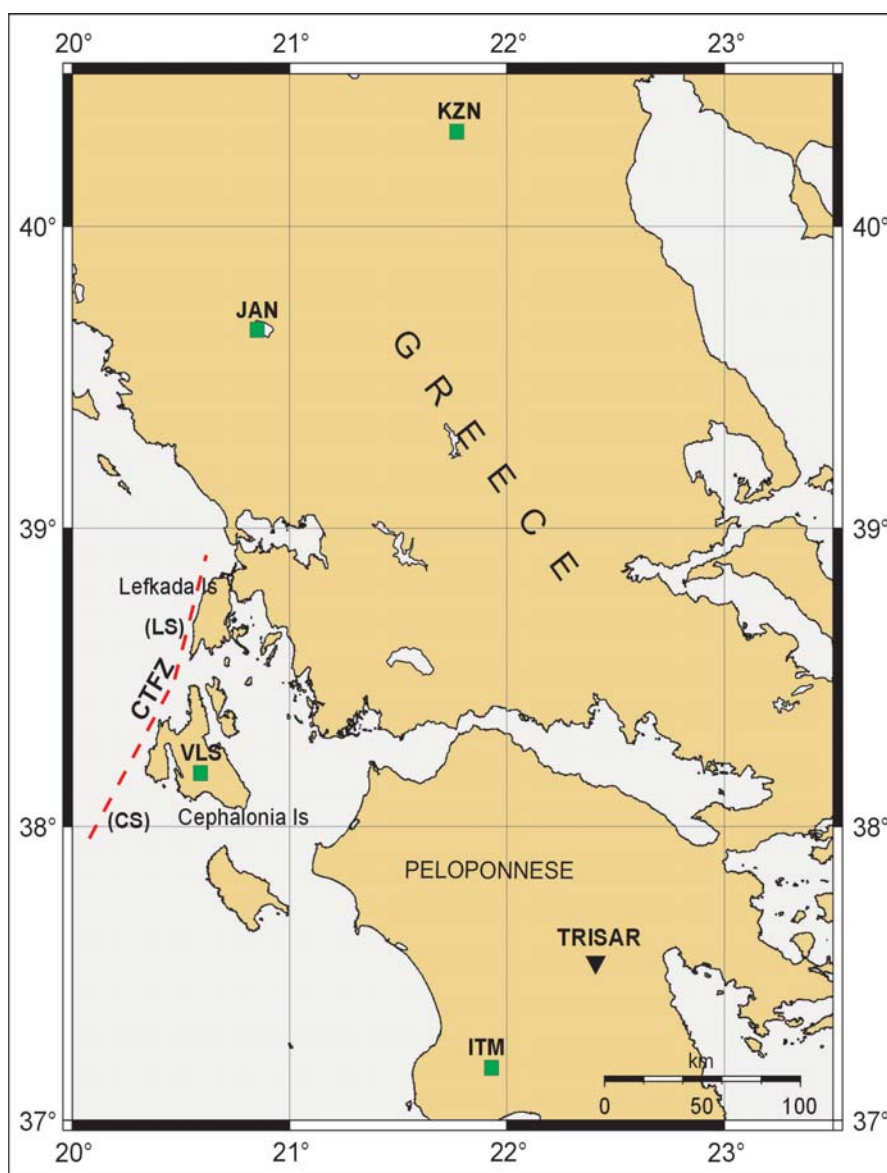 20° 21° 22° 23°
KZN
40° 40°
JAN
GREECE
39° 39°
Lefkada Is
(LS)
CTFZ
VLS
(CS) Cephalonia Is
38° 38°
PELOPONNESE
TRISAR
ITM
km
0 50 100
37° 37°
20° 21° 22° 23°